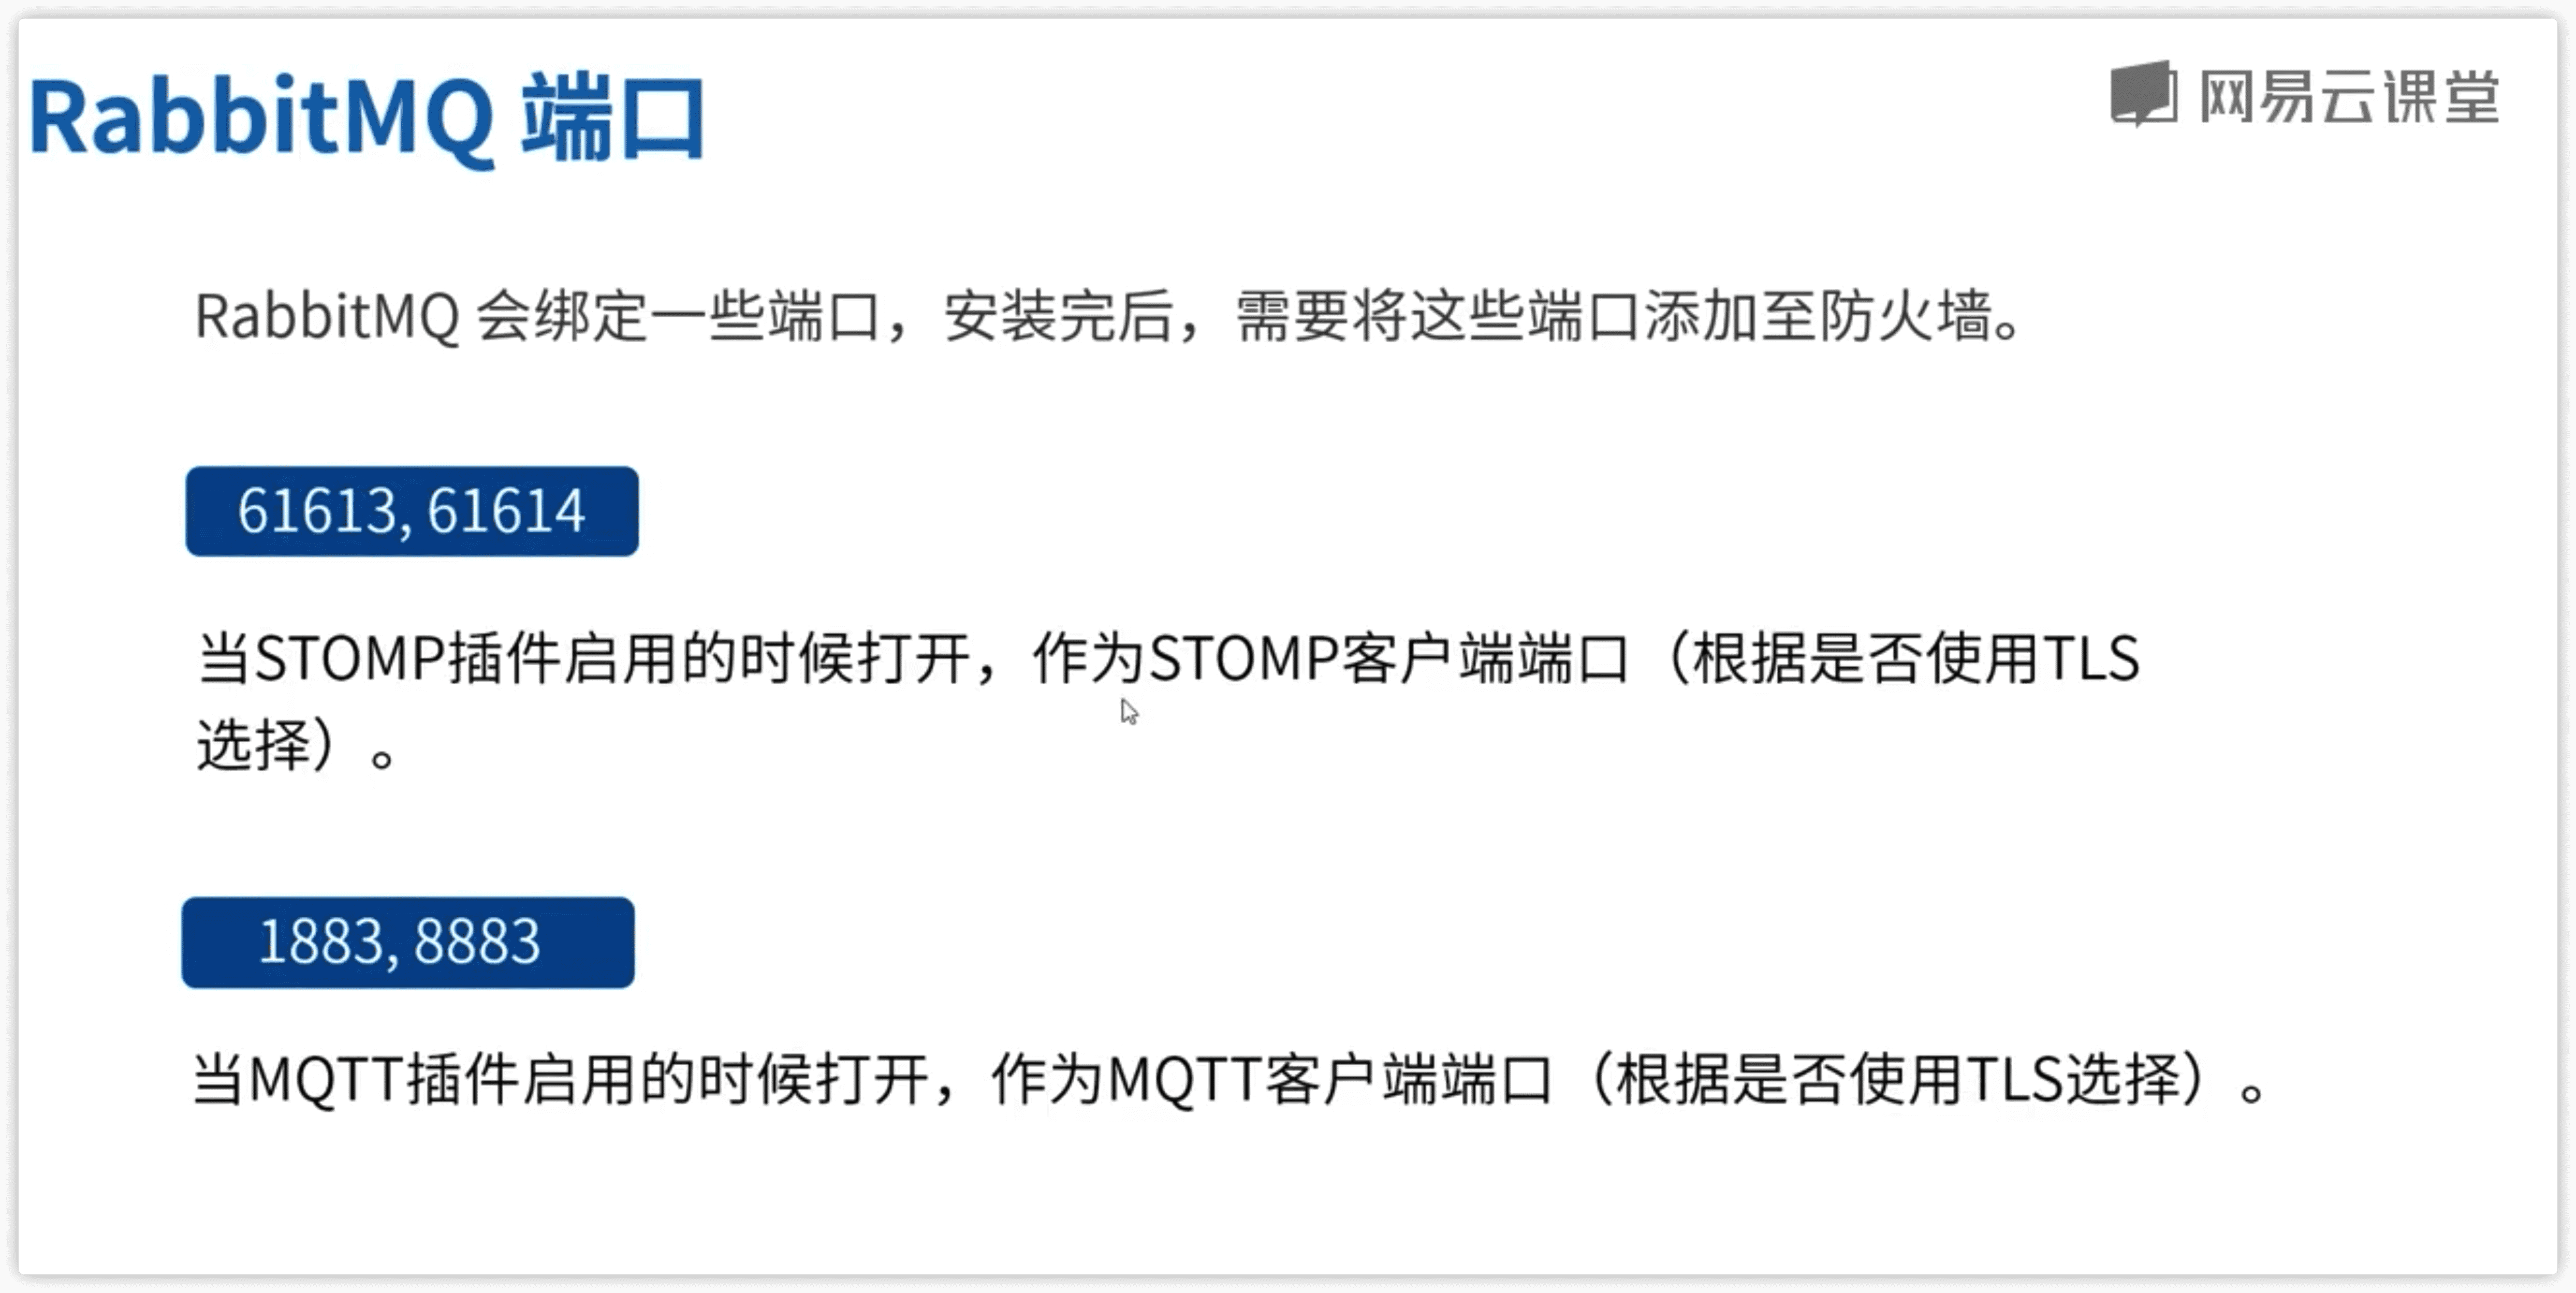 RabbitMQ 端口
网易云课堂
RabbitMQ 会绑定一些端口，安装完后，需要将这些端口添加至防火墙。
61613, 61614
当STOMP插件启用的时候打开，作为STOMP客户端端口（根据是否使用TLS
选择）。
1883, 8883
当MQTT插件启用的时候打开，作为MQTT客户端端口（根据是否使用TLS选择）。